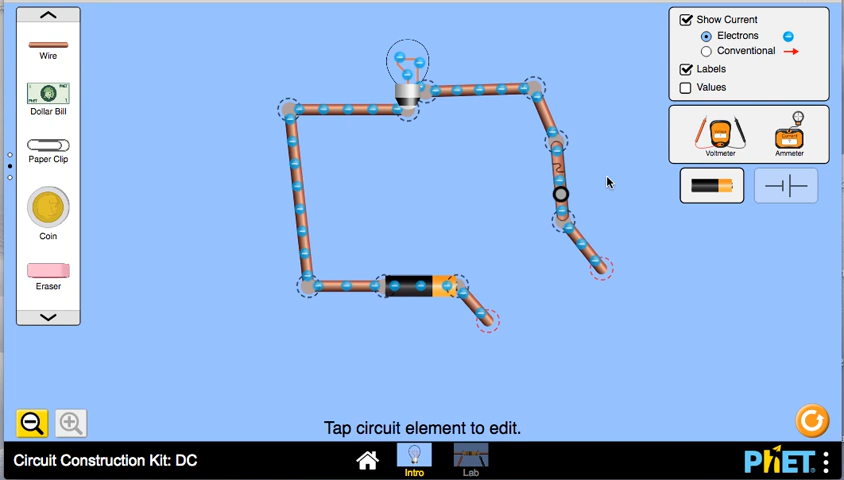 Wire
Dollar Bill
Paper Clip
Coin
Eraser
Show Current
Electrons
Conventional
Labels
Values
Voltmeter
Ammeter
Tap circuit element to edit.
Circuit Construction Kit: DC
Intro
Lab
PhET